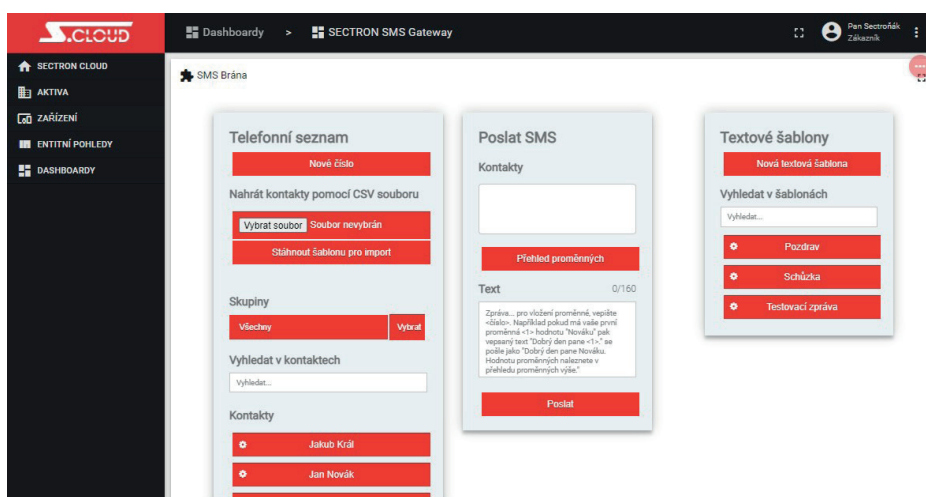 S.CLOUD
Dashboardy > SECTRON SMS Gateway
Pan Sectroňák
Zákazník
SECTRON CLOUD
AKTIVA
ZAŘÍZENÍ
ENTITNÍ POHLEDY
DASHBOARDY
SMS Brána
Telefonní seznam
Nové číslo
Nahrát kontakty pomocí CSV souboru
Vybrat soubor Soubor nevybrán
Stáhnout šablonu pro import
Skupiny
Všechny Vybrat
Vyhledat v kontaktech
Vyhledat...
Kontakty
Jakub Král
Jan Novák
Poslat SMS
Kontakty
Přehled proměnných
Text 0/160
Zpráva... pro vložení proměnné, vepište
<číslo>. Například pokud má vaše první
proměnná <1> hodnotu "Nováku" pak
vepsaný text "Dobrý den pane <1>." se
pošle jako "Dobrý den pane Nováku.
Hodnotu proměnných naleznete v
přehledu proměnných výše."
Poslat
Textové šablony
Nová textová šablona
Vyhledat v šablonách
Vyhledat...
Pozdrav
Schůzka
Testovací zpráva